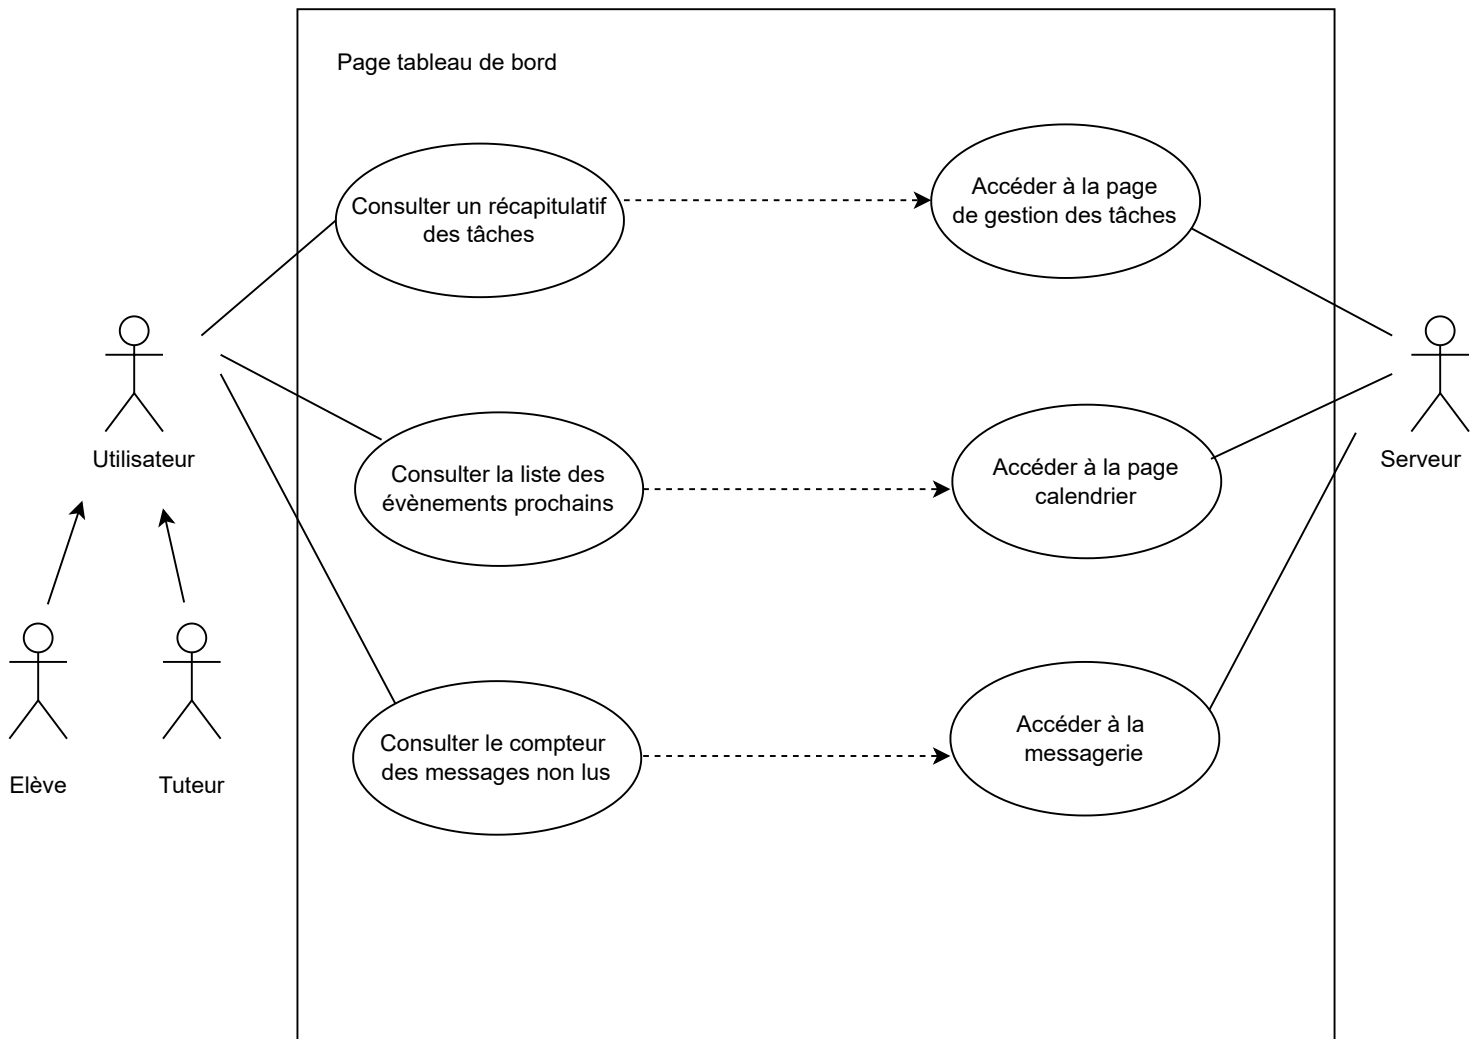 Page tableau de bord
Consulter un récapitulatif
des tâches
Accéder à la page
de gestion des tâches
Utilisateur
Serveur
Consulter la liste des
évènements prochains
Accéder à la page
calendrier
Consulter le compteur
des messages non lus
Accéder à la
messagerie
Elève
Tuteur